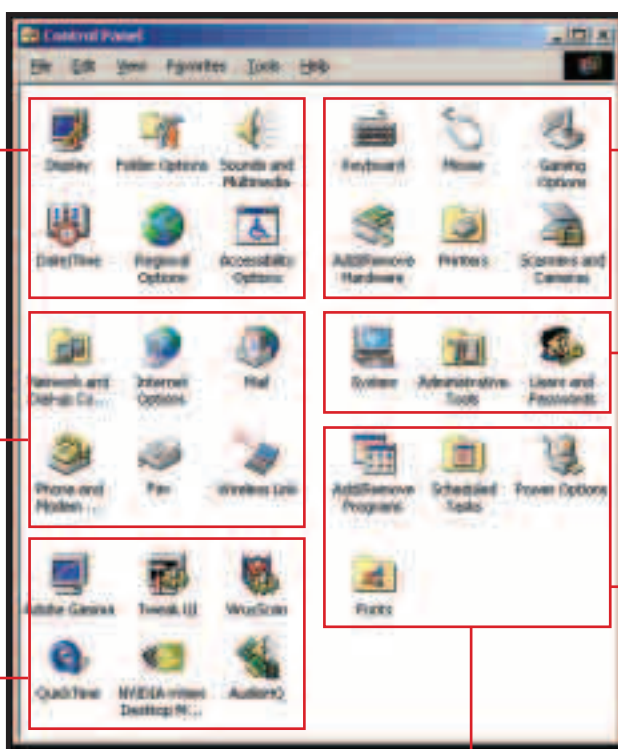 Control Panel
File Edit View Favorites Tools Help
Display Folder Options Sounds and Multimedia
Date/Time Regional Options Accessibility Options
Network and Dial-up Co... Internet Options Mail
Phone and Modem ... Fax Wireless Link
Adobe Gamma Tweak UI VirusScan
QuickTime NVIDIA nView Desktop M... AudioHQ
Keyboard Mouse Gaming Options
Add/Remove Hardware Printers Scanners and Cameras
System Administrative Tools Users and Passwords
Add/Remove Programs Scheduled Tasks Power Options
Fonts